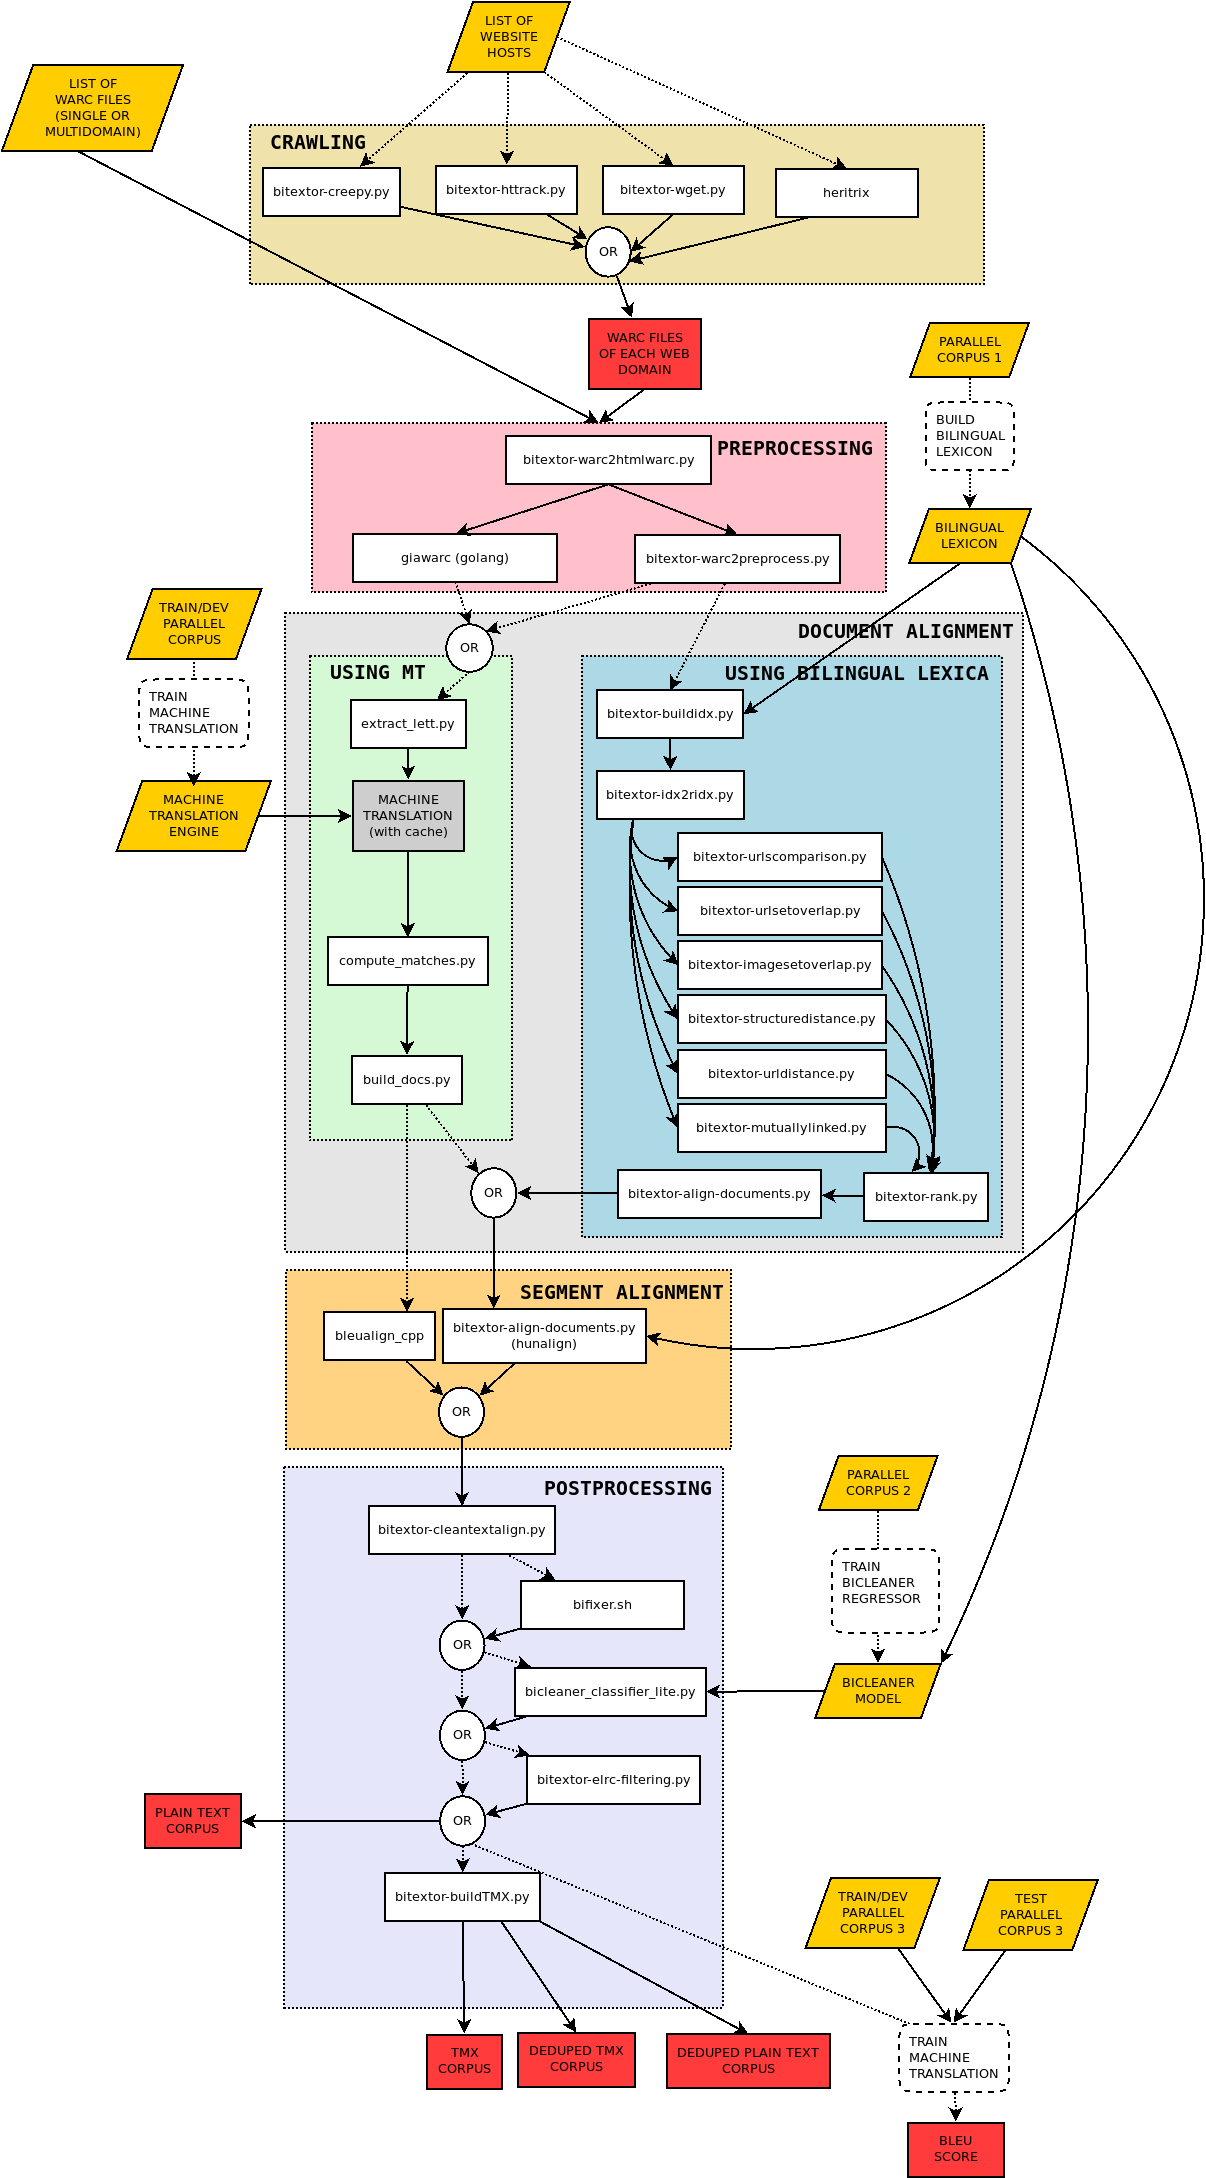 LIST OF
WEBSITE
HOSTS
LIST OF
WARC FILES
(SINGLE OR
MULTIDOMAIN)
CRAWLING
bitextor-creepy.py
bitextor-httrack.py
bitextor-wget.py
heritrix
OR
WARC FILES
OF EACH WEB
DOMAIN
PARALLEL
CORPUS 1
BUILD
BILINGUAL
LEXICON
BILINGUAL
LEXICON
PREPROCESSING
bitextor-warc2htmlwarc.py
giawarc (golang)
bitextor-warc2preprocess.py
TRAIN/DEV
PARALLEL
CORPUS
TRAIN
MACHINE
TRANSLATION
MACHINE
TRANSLATION
ENGINE
DOCUMENT ALIGNMENT
OR
USING MT
extract_lett.py
MACHINE
TRANSLATION
(with cache)
compute_matches.py
build_docs.py
USING BILINGUAL LEXICA
bitextor-buildidx.py
bitextor-idx2ridx.py
bitextor-urlscomparison.py
bitextor-urlsetoverlap.py
bitextor-imagesetoverlap.py
bitextor-structuredistance.py
bitextor-urldistance.py
bitextor-mutuallylinked.py
bitextor-rank.py
bitextor-align-documents.py
OR
SEGMENT ALIGNMENT
bleualign_cpp
bitextor-align-documents.py
(hunalign)
OR
POSTPROCESSING
bitextor-cleantextalign.py
bifixer.sh
OR
bicleaner_classifier_lite.py
OR
bitextor-elrc-filtering.py
OR
bitextor-buildTMX.py
PARALLEL
CORPUS 2
TRAIN
BICLEANER
REGRESSOR
BICLEANER
MODEL
PLAIN TEXT
CORPUS
TMX
CORPUS
DEDUPED TMX
CORPUS
DEDUPED PLAIN TEXT
CORPUS
TRAIN/DEV
PARALLEL
CORPUS 3
TEST
PARALLEL
CORPUS 3
TRAIN
MACHINE
TRANSLATION
BLEU
SCORE